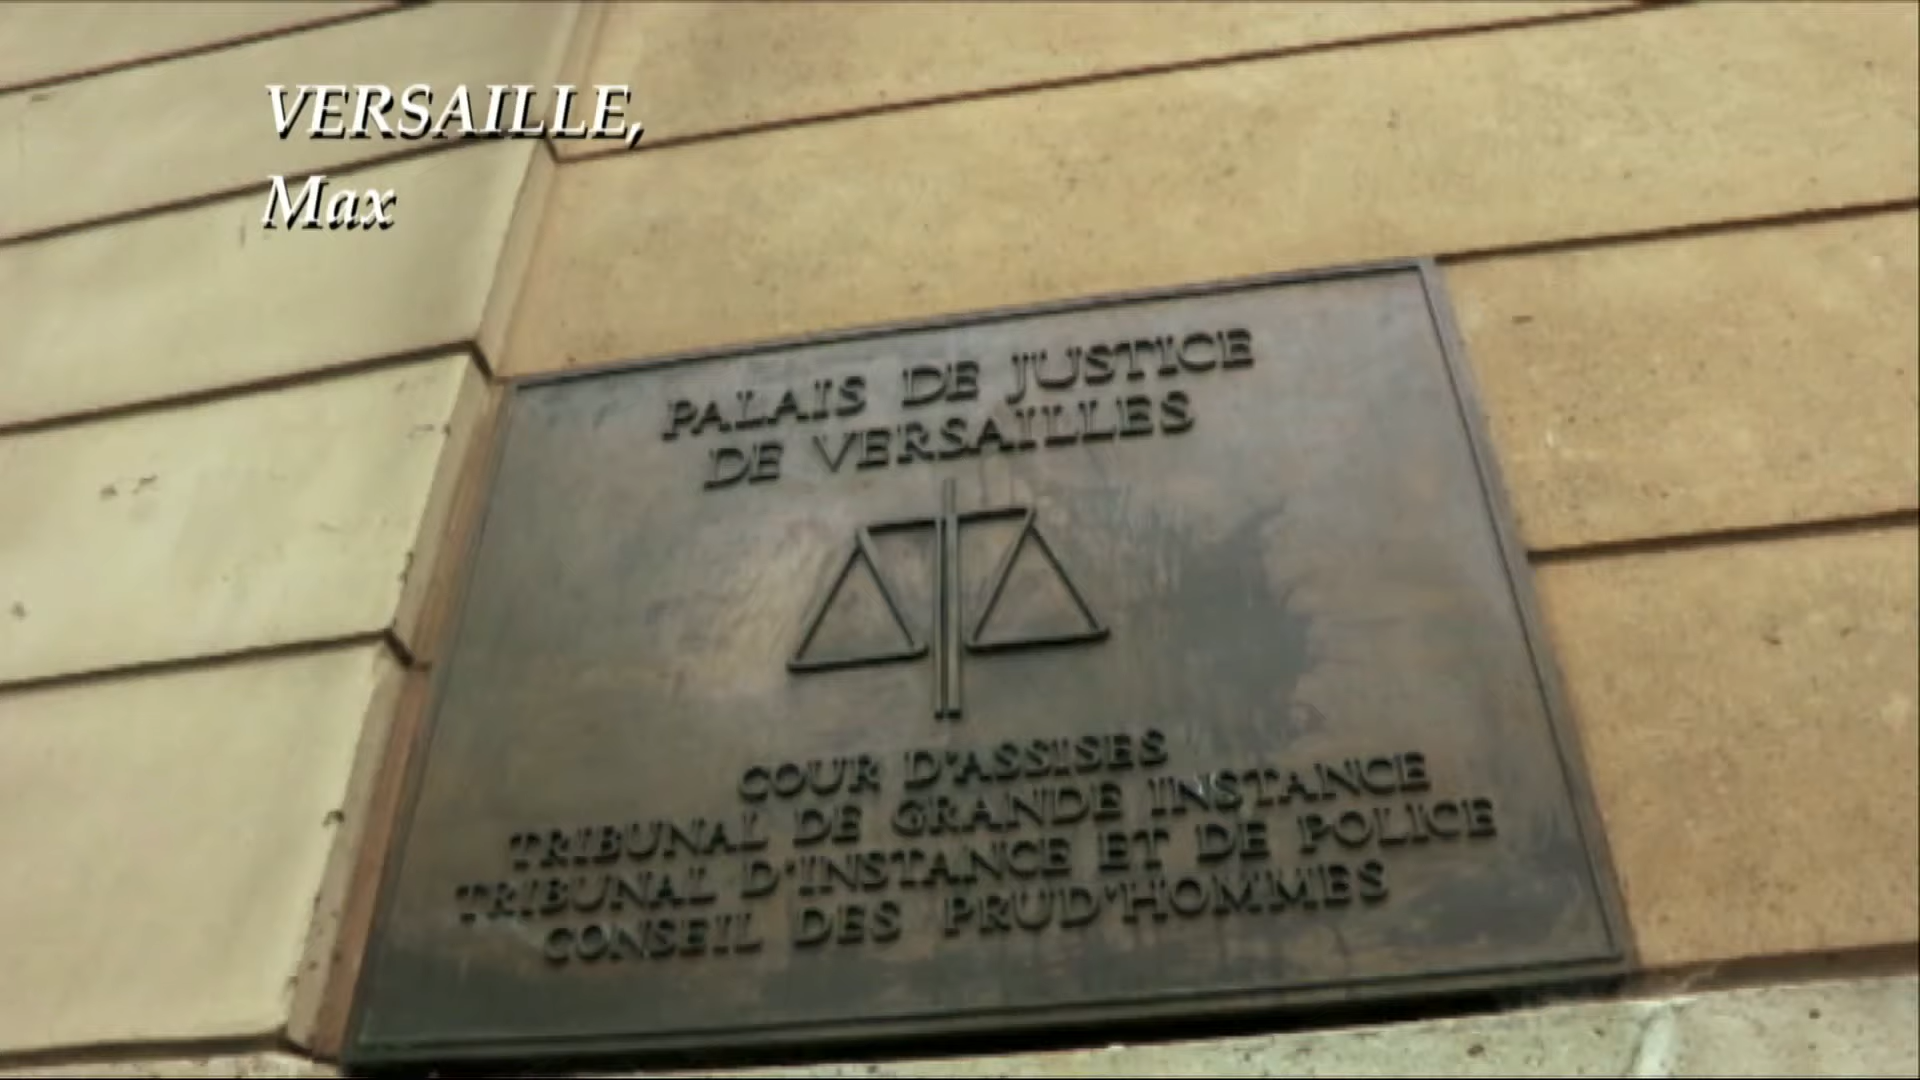 VERSAILLE,
Max
PALAIS DE JUSTICE
DE VERSAILLES
COUR D'ASSISES
TRIBUNAL DE GRANDE INSTANCE
TRIBUNAL D'INSTANCE ET DE POLICE
CONSEIL DES PRUD'HOMMES